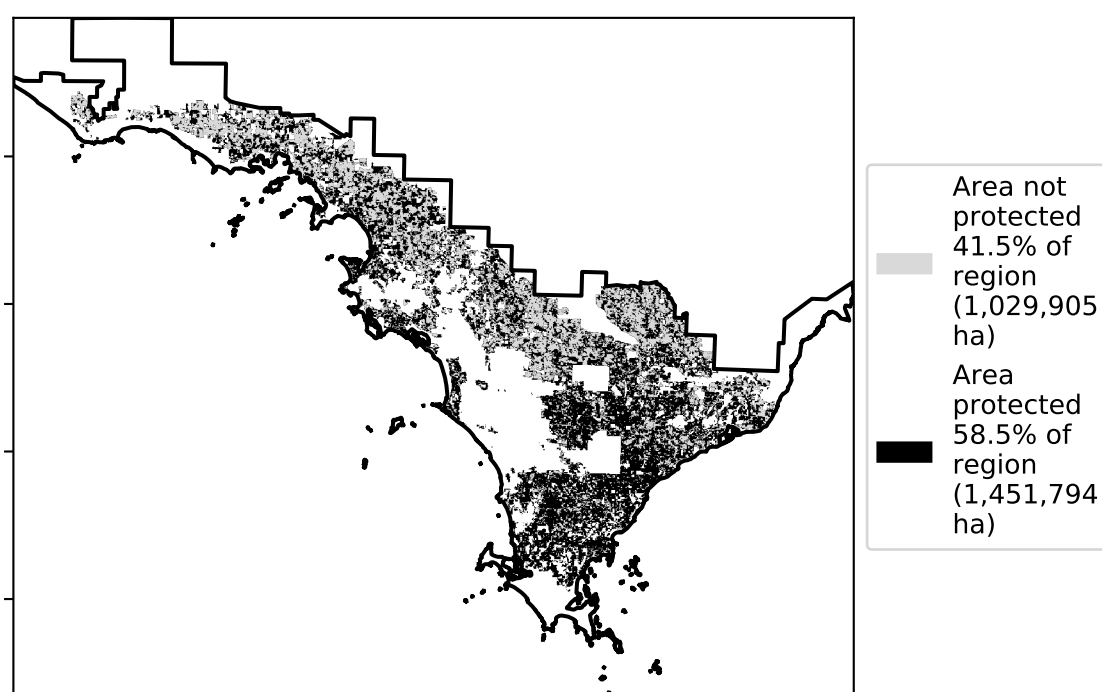 Area not
protected
41.5% of
region
(1,029,905
ha)
Area
protected
58.5% of
region
(1,451,794
ha)